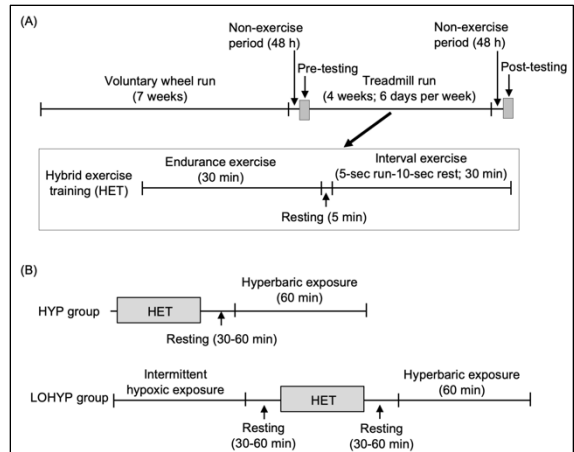 (A)
Non-exercise
period (48 h)
Non-exercise
period (48 h)
Pre-testing
Post-testing
Voluntary wheel run
(7 weeks)
Treadmill run
(4 weeks; 6 days per week)
Hybrid exercise
training (HET)
Endurance exercise
(30 min)
Interval exercise
(5-sec run-10-sec rest; 30 min)
Resting (5 min)
(B)
HYP group
HET
Hyperbaric exposure
(60 min)
Resting (30-60 min)
LOHYP group
Intermittent
hypoxic exposure
HET
Hyperbaric exposure
(60 min)
Resting
(30-60 min)
Resting
(30-60 min)